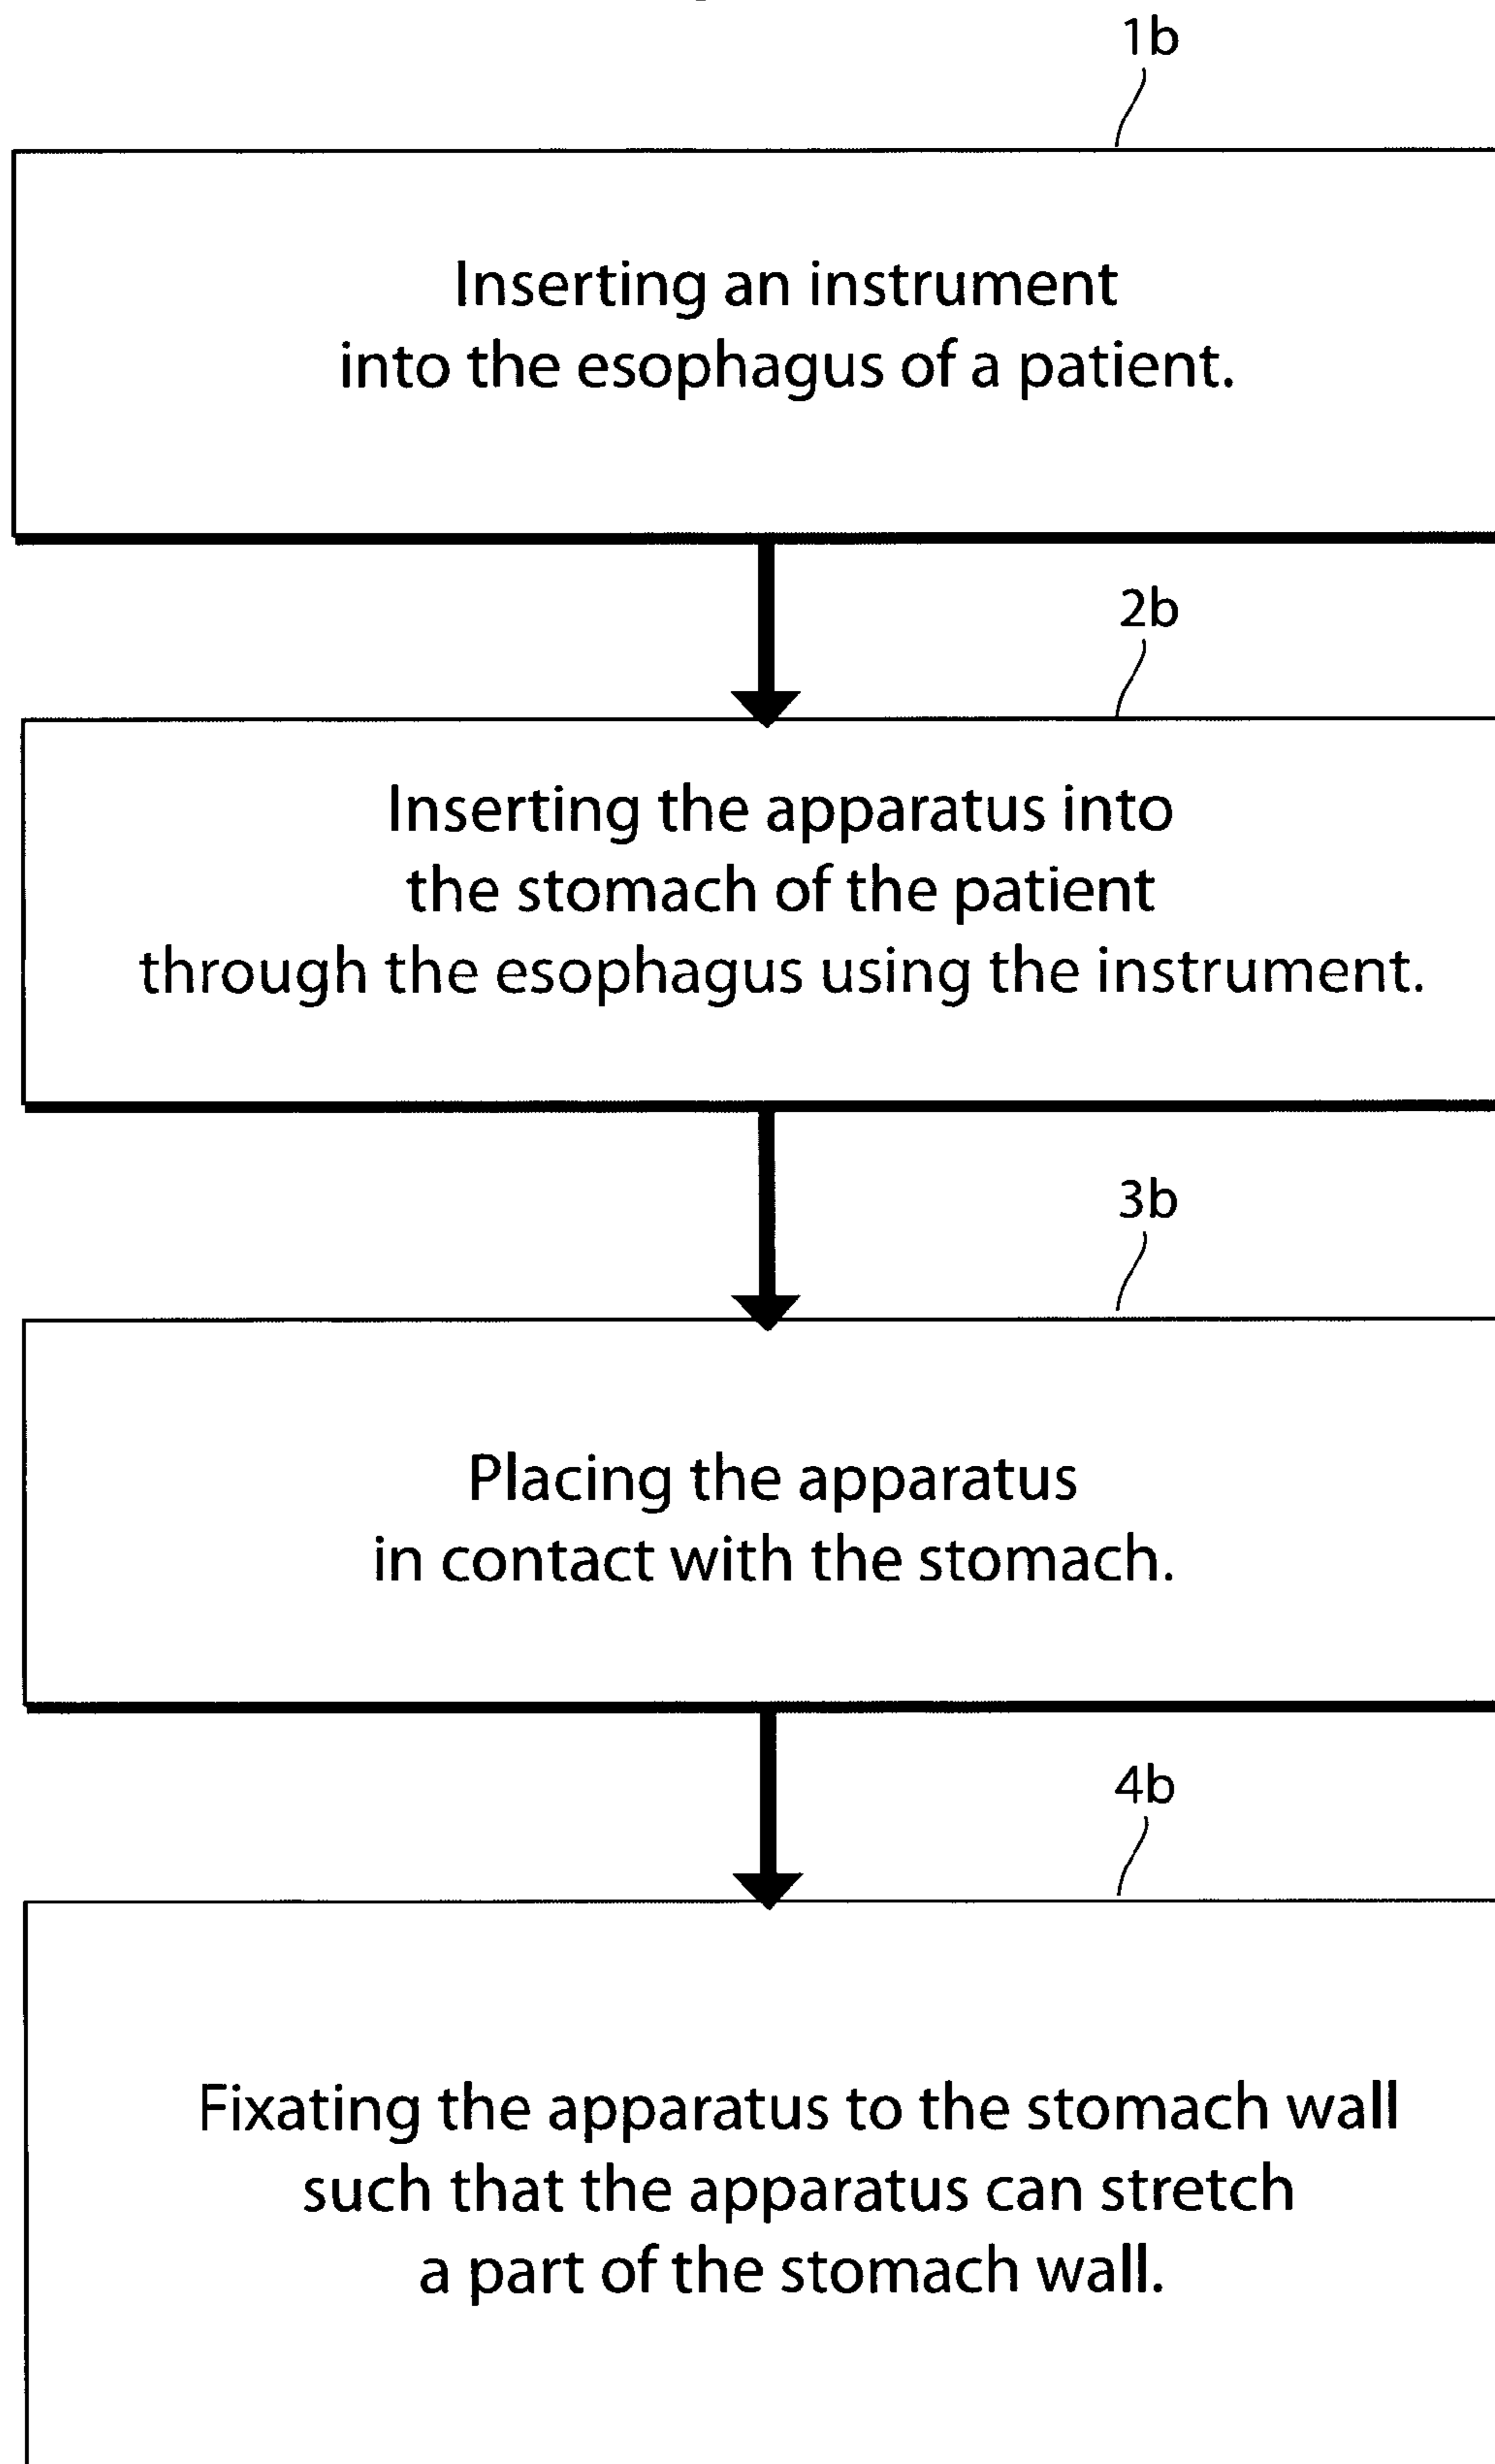 1b
Inserting an instrument
into the esophagus of a patient.
2b
Inserting the apparatus into
the stomach of the patient
through the esophagus using the instrument.
3b
Placing the apparatus
in contact with the stomach.
4b
Fixating the apparatus to the stomach wall
such that the apparatus can stretch
a part of the stomach wall.